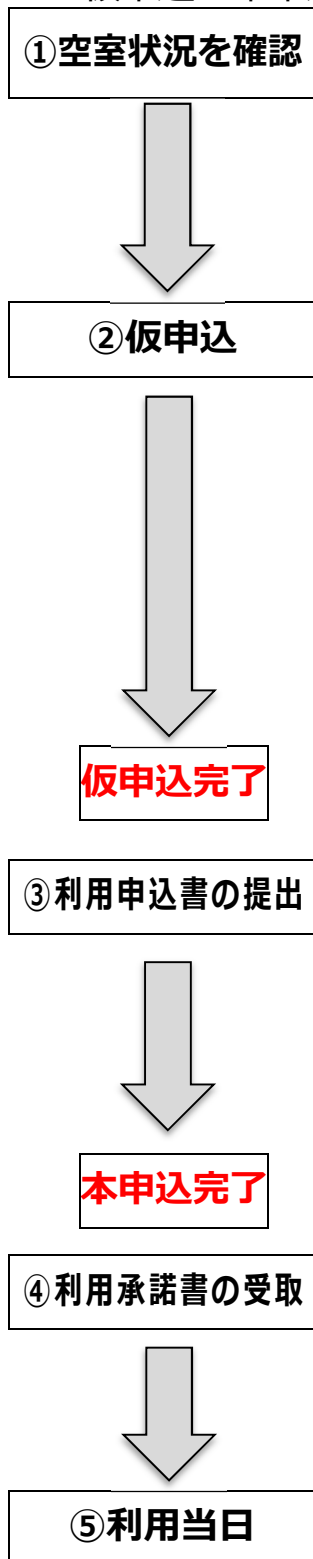 ①空室状況を確認
②仮申込
仮申込完了
③利用申込書の提出
本申込完了
④利用承諾書の受取
⑤利用当日